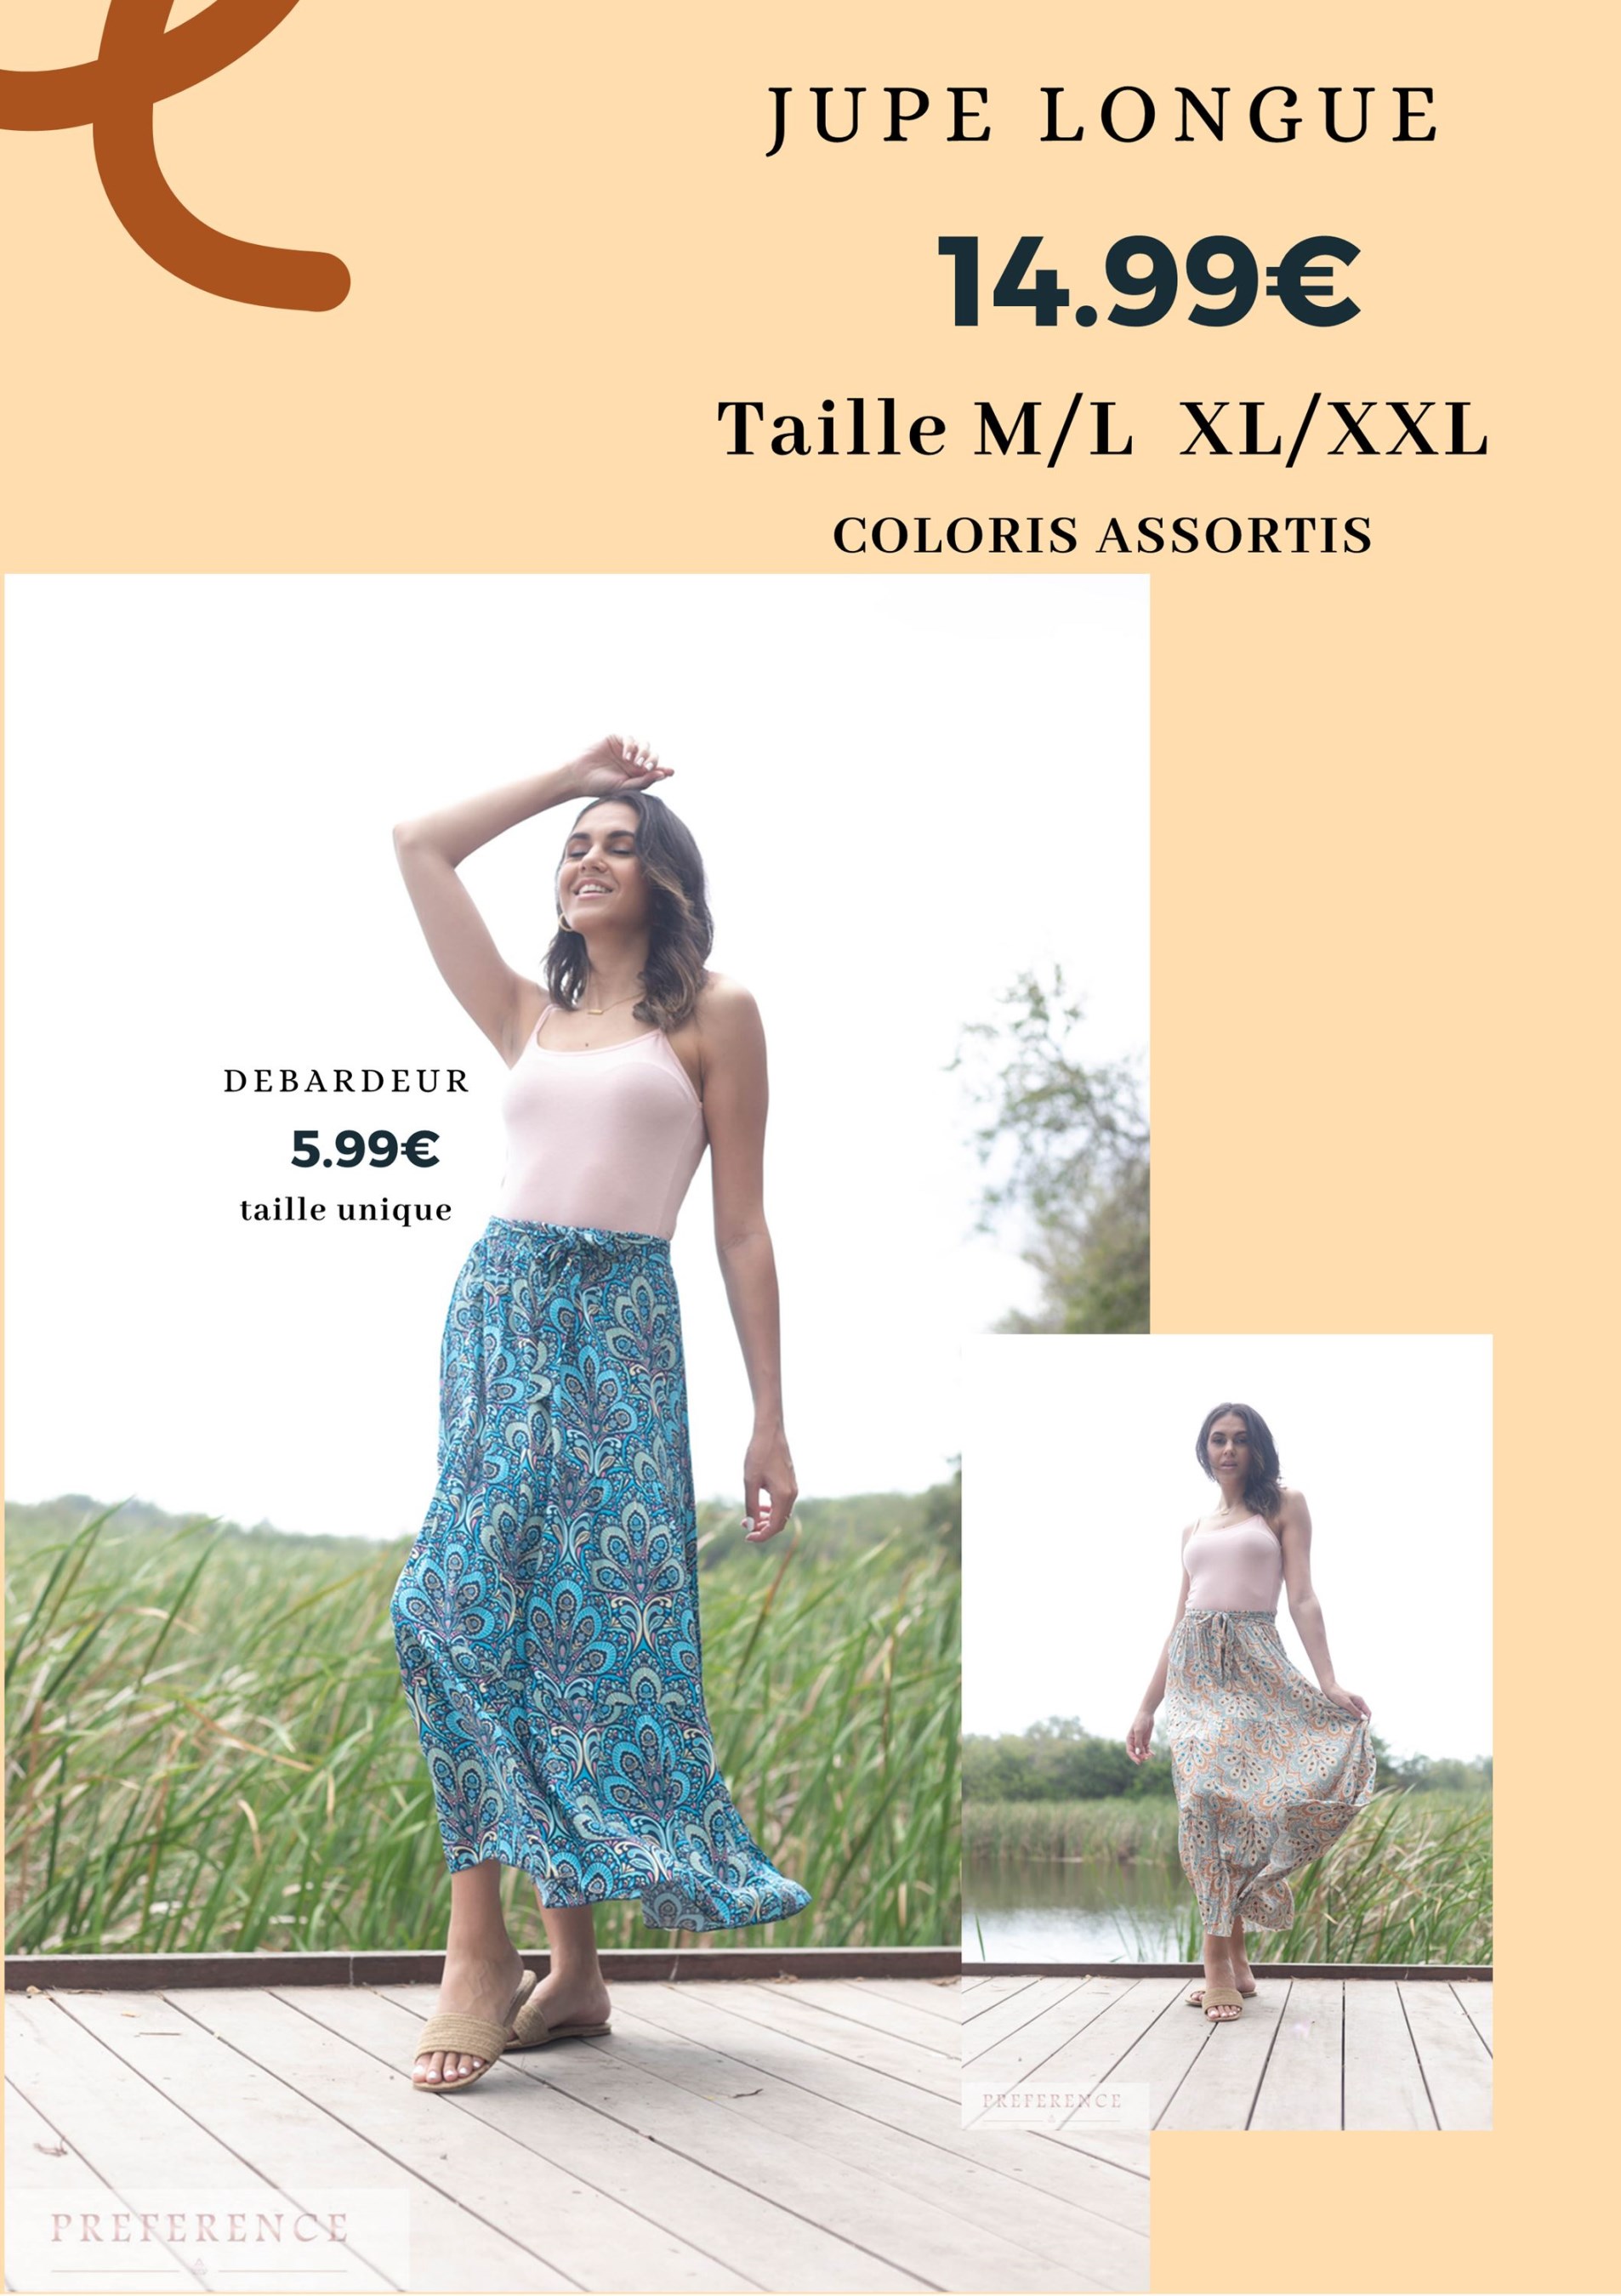 JUPE LONGUE
14.99€
Taille M/L XL/XXL
COLORIS ASSORTIS
DEBARDEUR
5.99€
taille unique
PREFERENCE
PREFERENCE